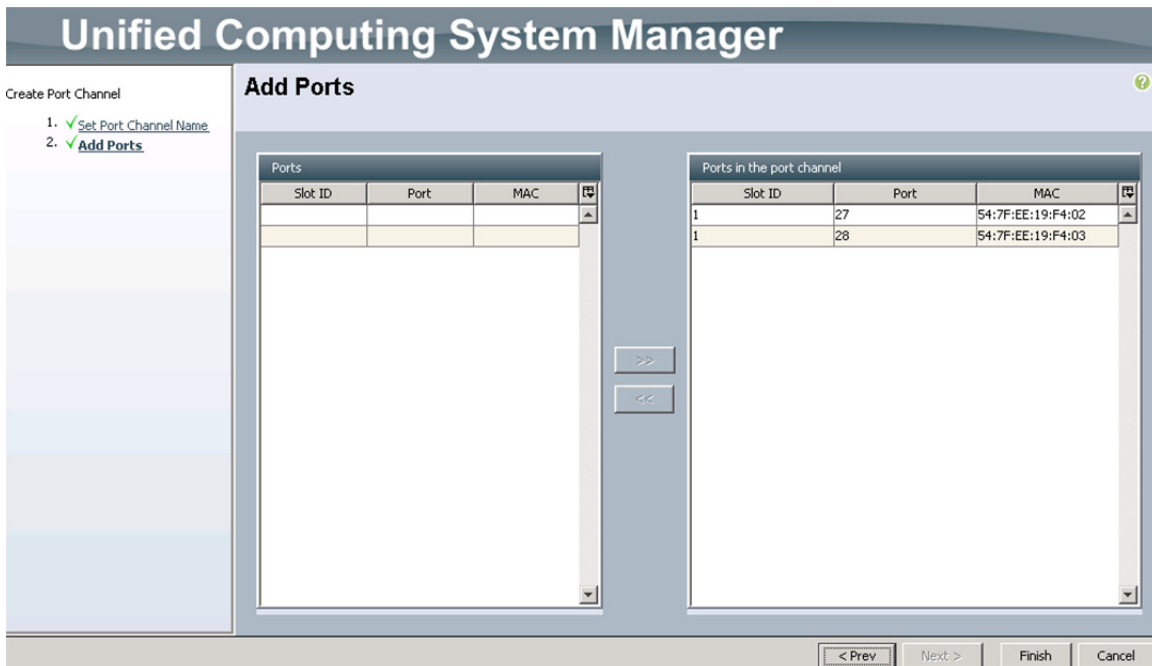 Unified Computing System Manager
Create Port Channel
1. Set Port Channel Name
2. Add Ports
Add Ports
Ports
Slot ID Port MAC
Ports in the port channel
Slot ID Port MAC
1 27 54:7F:EE:19:F4:02
1 28 54:7F:EE:19:F4:03
>>
<<
< Prev Next > Finish Cancel